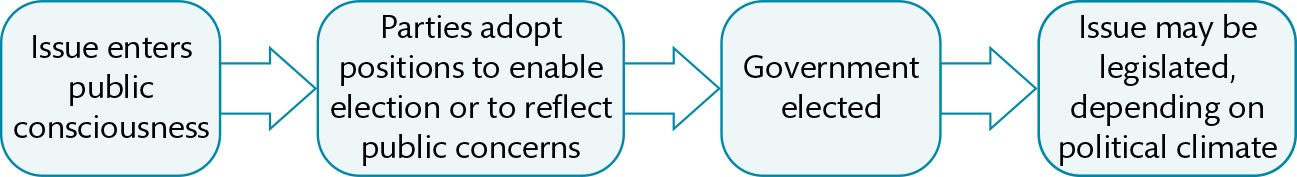 Issue enters
public
consciousness
Parties adopt
positions to enable
election or to reflect
public concerns
Government
elected
Issue may be
legislated,
depending on
political climate